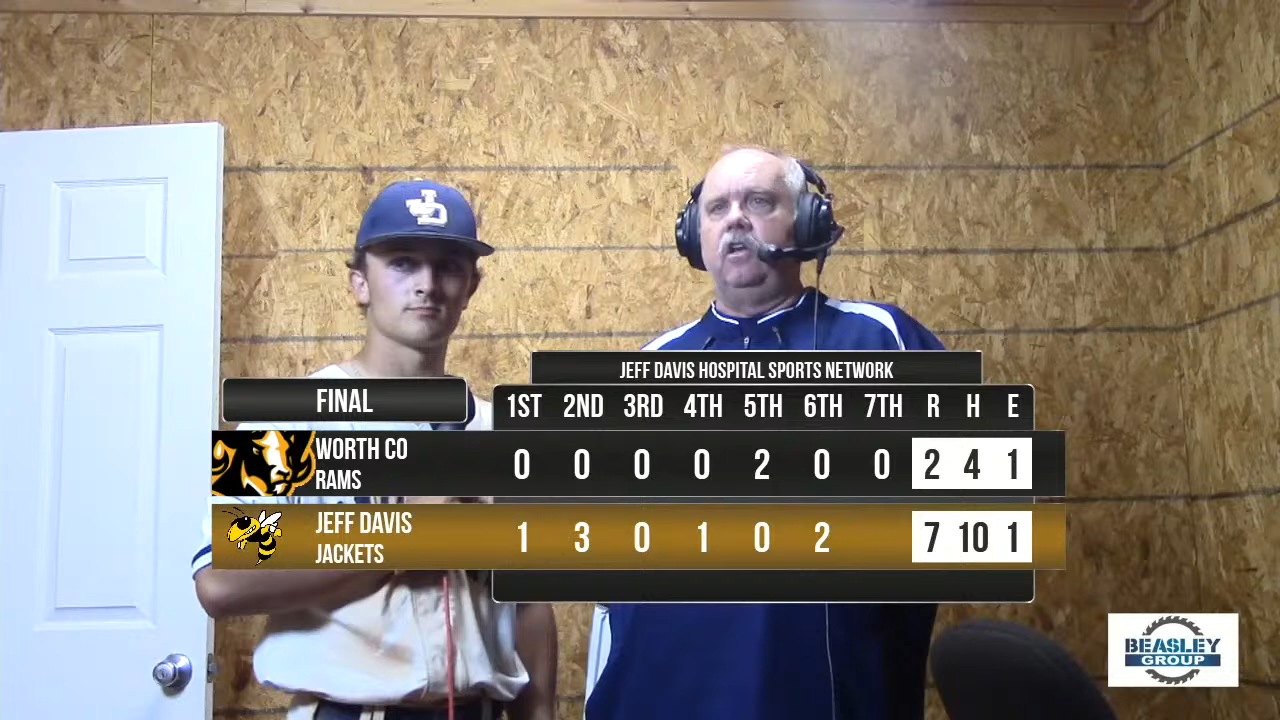 JD
JEFF DAVIS HOSPITAL SPORTS NETWORK
FINAL
1ST 2ND 3RD 4TH 5TH 6TH 7TH R H E
WORTH CO
RAMS
0 0 0 0 2 0 0 2 4 1
JEFF DAVIS
JACKETS
1 3 0 1 0 2 7 10 1
BEASLEY
GROUP